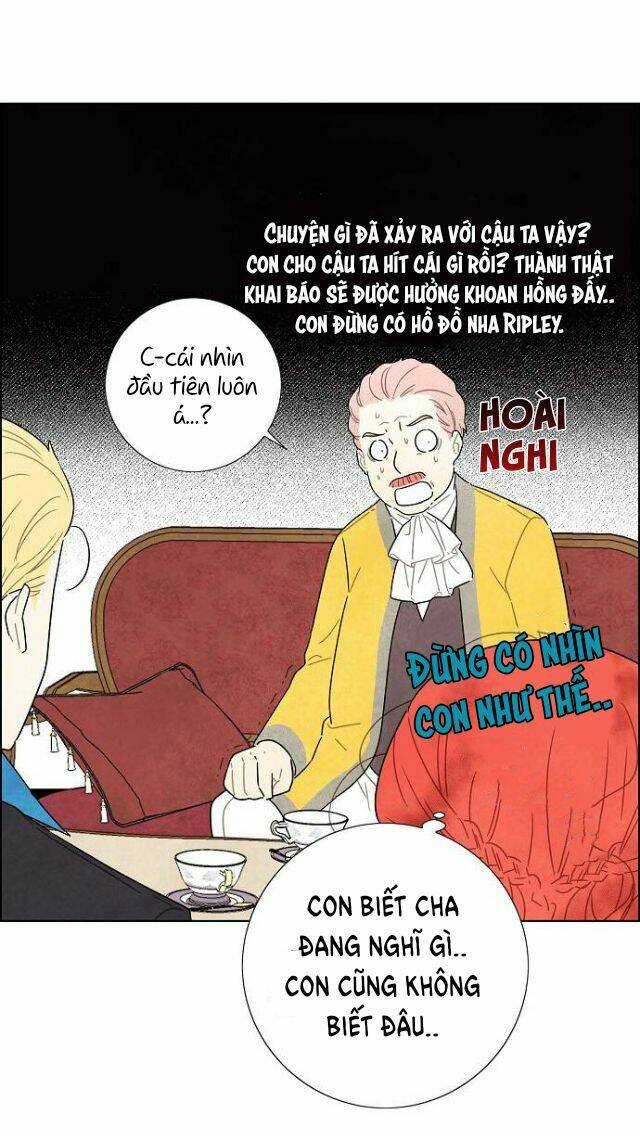 CHUYỆN GÌ ĐÃ XẢY RA VỚI CẬU TA VẬY?
CON CHO CẬU TA HÍT CÁI GÌ RỒI? THÀNH THẬT
KHAI BÁO SẼ ĐƯỢC HƯỞNG KHOAN HỒNG ĐẤY..
CON ĐỪNG CÓ HỒ ĐỒ NHA RIPLEY.
C-cái nhìn
đầu tiên luôn
á...?
HOÀI
NGHI
ĐỪNG CÓ NHÌN
CON NHƯ THẾ..
CON BIẾT CHA
ĐANG NGHĨ GÌ..
CON CŨNG KHÔNG
BIẾT ĐÂU..